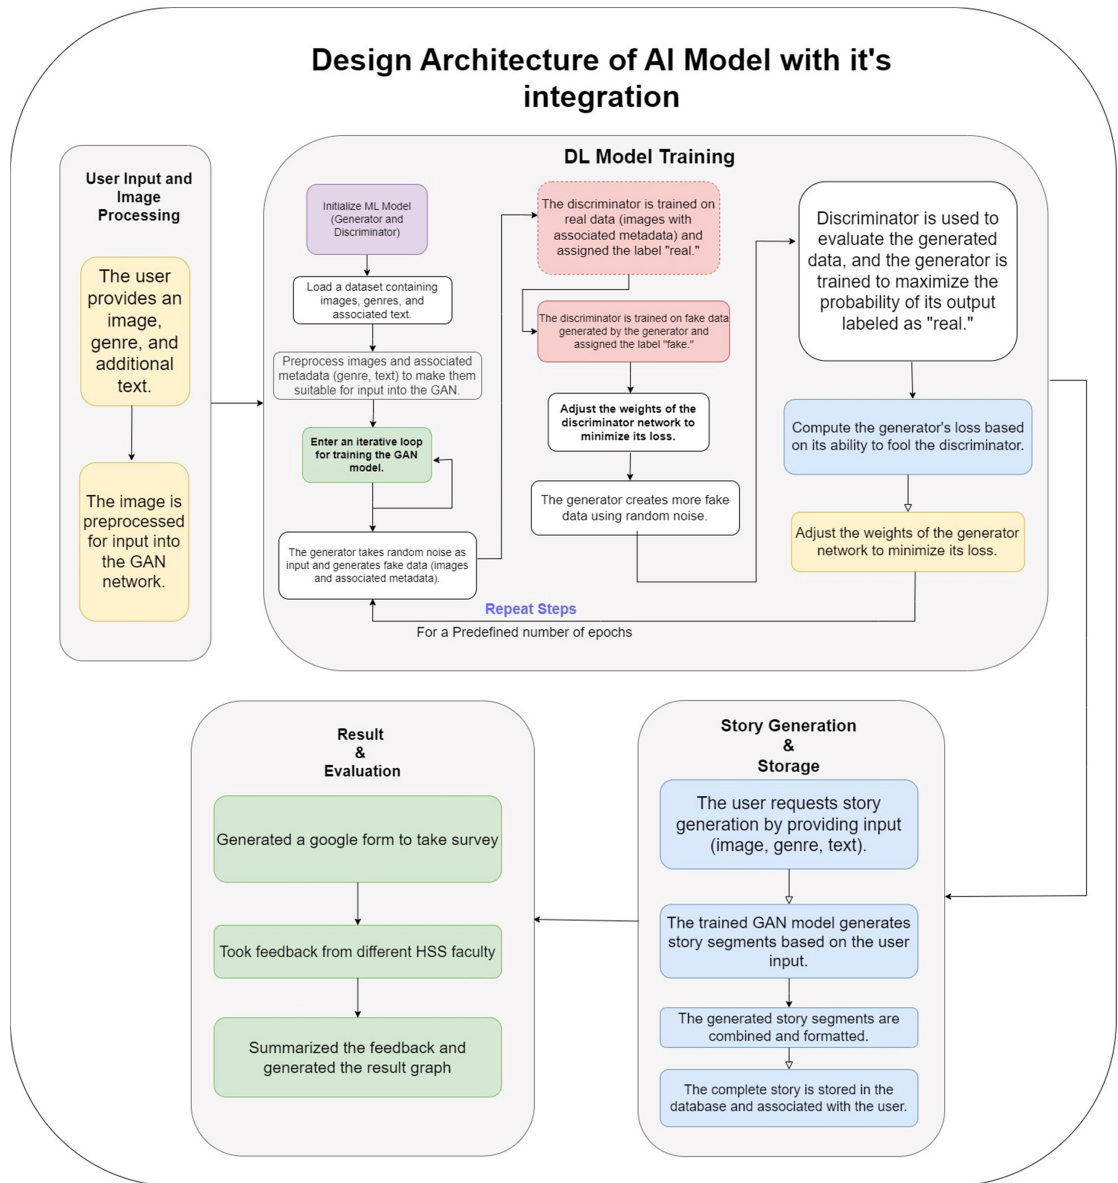 Design Architecture of AI Model with it's
integration
User Input and
Image
Processing
The user
provides an
image,
genre, and
additional
text.
The image is
preprocessed
for input into
the GAN
network.
DL Model Training
Initialize ML Model
(Generator and
Discriminator)
Load a dataset containing
images, genres, and
associated text.
Preprocess images and associated
metadata (genre, text) to make them
suitable for input into the GAN.
Enter an iterative loop
for training the GAN
model.
The generator takes random noise as
input and generates fake data (images
and associated metadata).
The discriminator is trained on
real data (images with
associated metadata) and
assigned the label "real."
The discriminator is trained on fake data
generated by the generator and
assigned the label "fake."
Adjust the weights of the
discriminator network to
minimize its loss.
The generator creates more fake
data using random noise.
Discriminator is used to
evaluate the generated
data, and the generator is
trained to maximize the
probability of its output
labeled as "real."
Compute the generator's loss based
on its ability to fool the discriminator.
Adjust the weights of the generator
network to minimize its loss.
Repeat Steps
For a Predefined number of epochs
Story Generation
&
Storage
The user requests story
generation by providing input
(image, genre, text).
The trained GAN model generates
story segments based on the user
input.
The generated story segments are
combined and formatted.
The complete story is stored in the
database and associated with the user.
Result
&
Evaluation
Generated a google form to take survey
Took feedback from different HSS faculty
Summarized the feedback and
generated the result graph